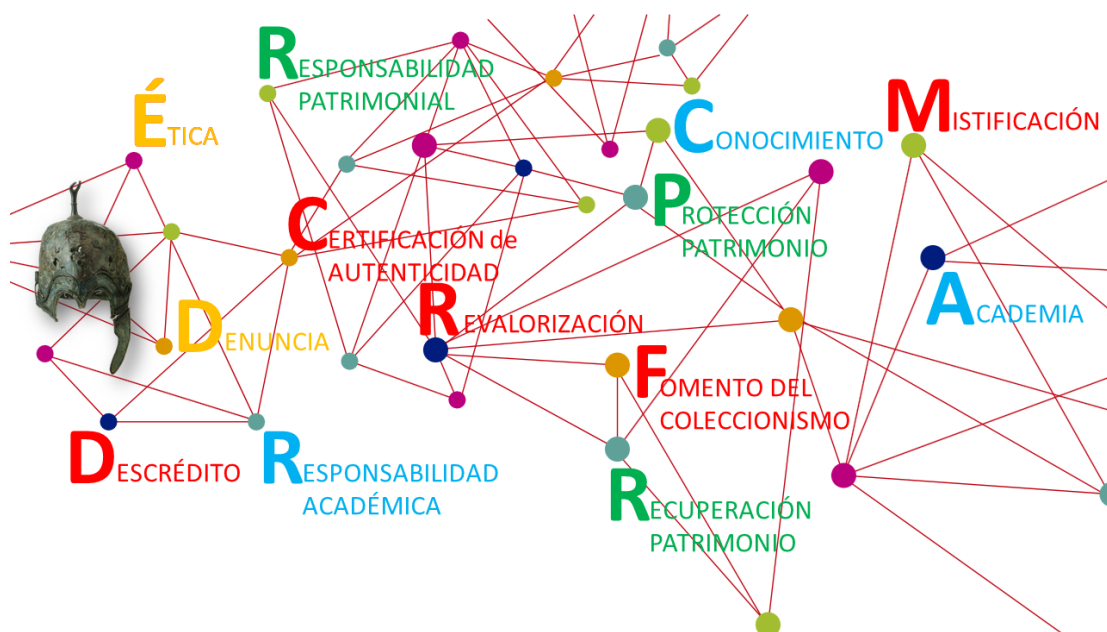 RESPONSABILIDAD
PATRIMONIAL
ÉTICA
CONOCIMIENTO
MISTIFICACIÓN
CERTIFICACIÓN de
AUTENTICIDAD
PROTECCIÓN
PATRIMONIO
DENUNCIA
REVALORIZACIÓN
ACADEMIA
FOMENTO DEL
COLECCIONISMO
DESCRÉDITO
RESPONSABILIDAD
ACADÉMICA
RECUPERACIÓN
PATRIMONIO